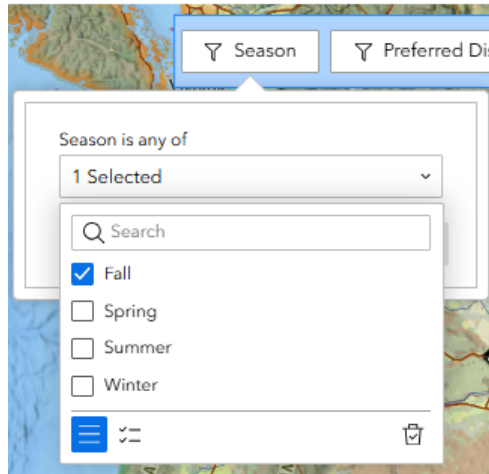 Season
Preferred Dis
Season is any of
1 Selected
Search
Fall
Spring
Summer
Winter